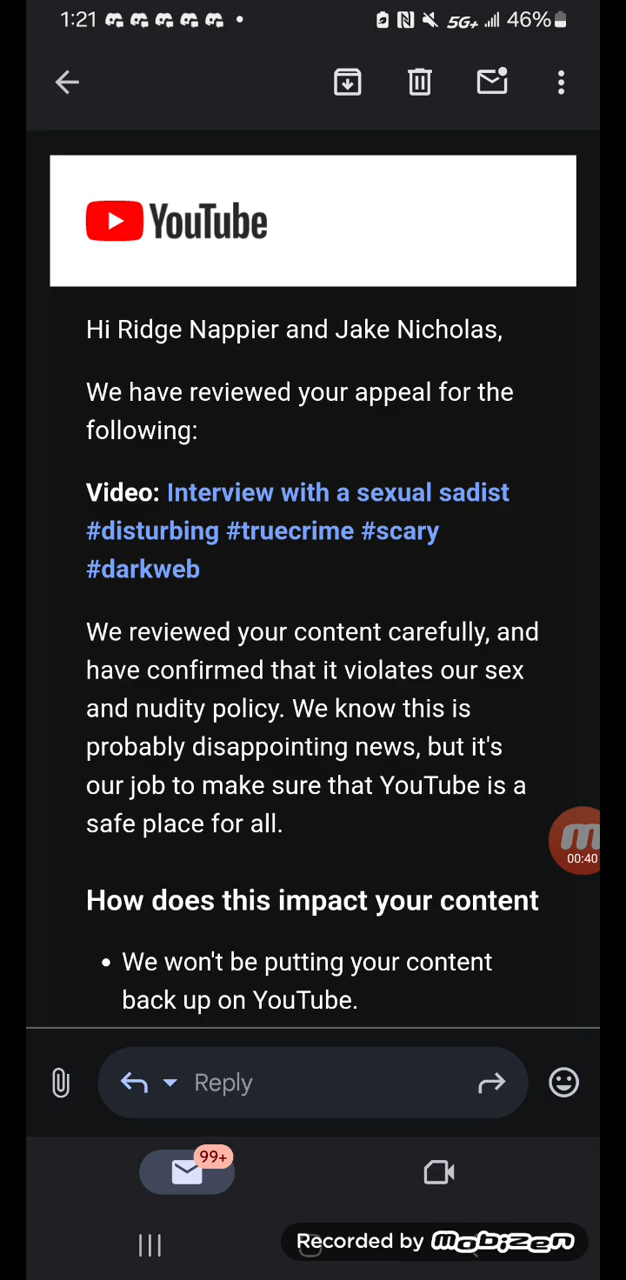 1:21
5G+ 46%
YouTube
Hi Ridge Nappier and Jake Nicholas,
We have reviewed your appeal for the
following:
Video: Interview with a sexual sadist
#disturbing #truecrime #scary
#darkweb
We reviewed your content carefully, and
have confirmed that it violates our sex
and nudity policy. We know this is
probably disappointing news, but it's
our job to make sure that YouTube is a
safe place for all.
00:40
How does this impact your content
• We won't be putting your content
back up on YouTube.
Reply
99+
Recorded by mobizen